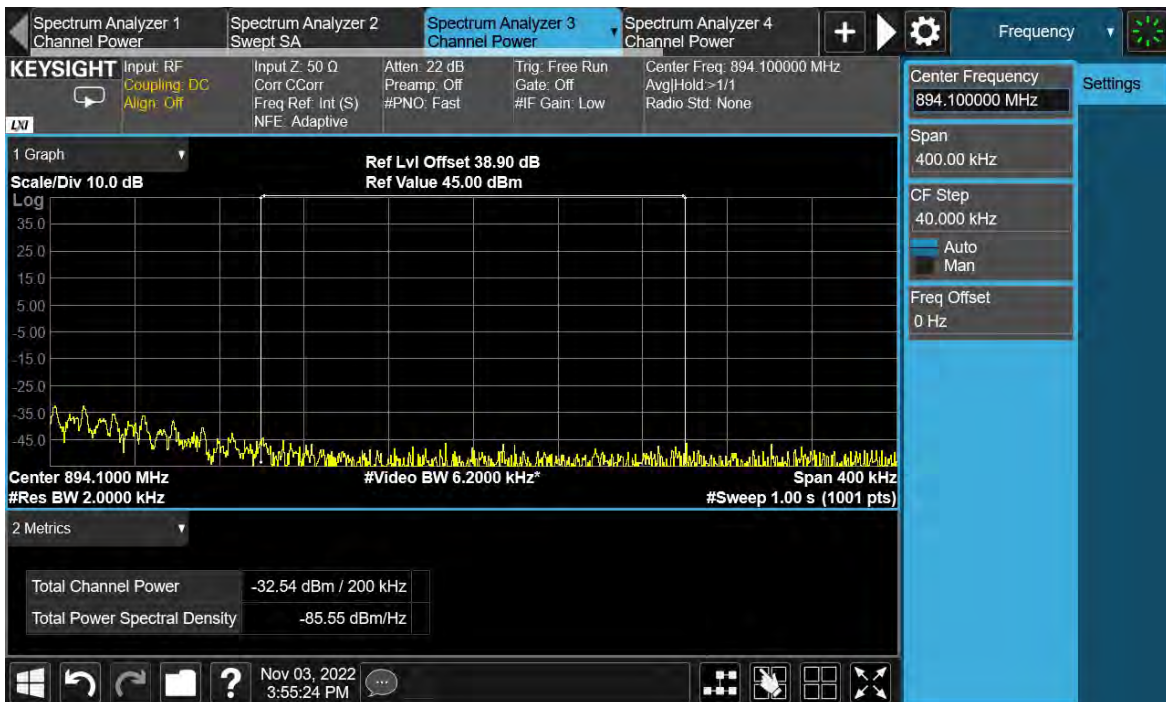 Spectrum Analyzer 1
Channel Power
Spectrum Analyzer 2
Swept SA
Spectrum Analyzer 3
Channel Power
Spectrum Analyzer 4
Channel Power
+
Frequency
KEYSIGHT
LXI
Input: RF
Coupling: DC
Align: Off
Input Z: 50 Ω
Corr CCorr
Freq Ref: Int (S)
NFE: Adaptive
Atten: 22 dB
Preamp: Off
#PNO: Fast
Trig: Free Run
Gate: Off
#IF Gain: Low
Center Freq: 894.100000 MHz
Avg|Hold:>1/1
Radio Std: None
Center Frequency
894.100000 MHz
Settings
Span
400.00 kHz
CF Step
40.000 kHz
Auto
Man
Freq Offset
0 Hz
1 Graph
Scale/Div 10.0 dB
Ref Lvl Offset 38.90 dB
Ref Value 45.00 dBm
Log
35.0
25.0
15.0
5.00
-5.00
-15.0
-25.0
-35.0
-45.0
Center 894.1000 MHz
#Video BW 6.2000 kHz*
Span 400 kHz
#Res BW 2.0000 kHz
#Sweep 1.00 s (1001 pts)
2 Metrics
Total Channel Power -32.54 dBm / 200 kHz
Total Power Spectral Density -85.55 dBm/Hz
?
Nov 03, 2022
3:55:24 PM